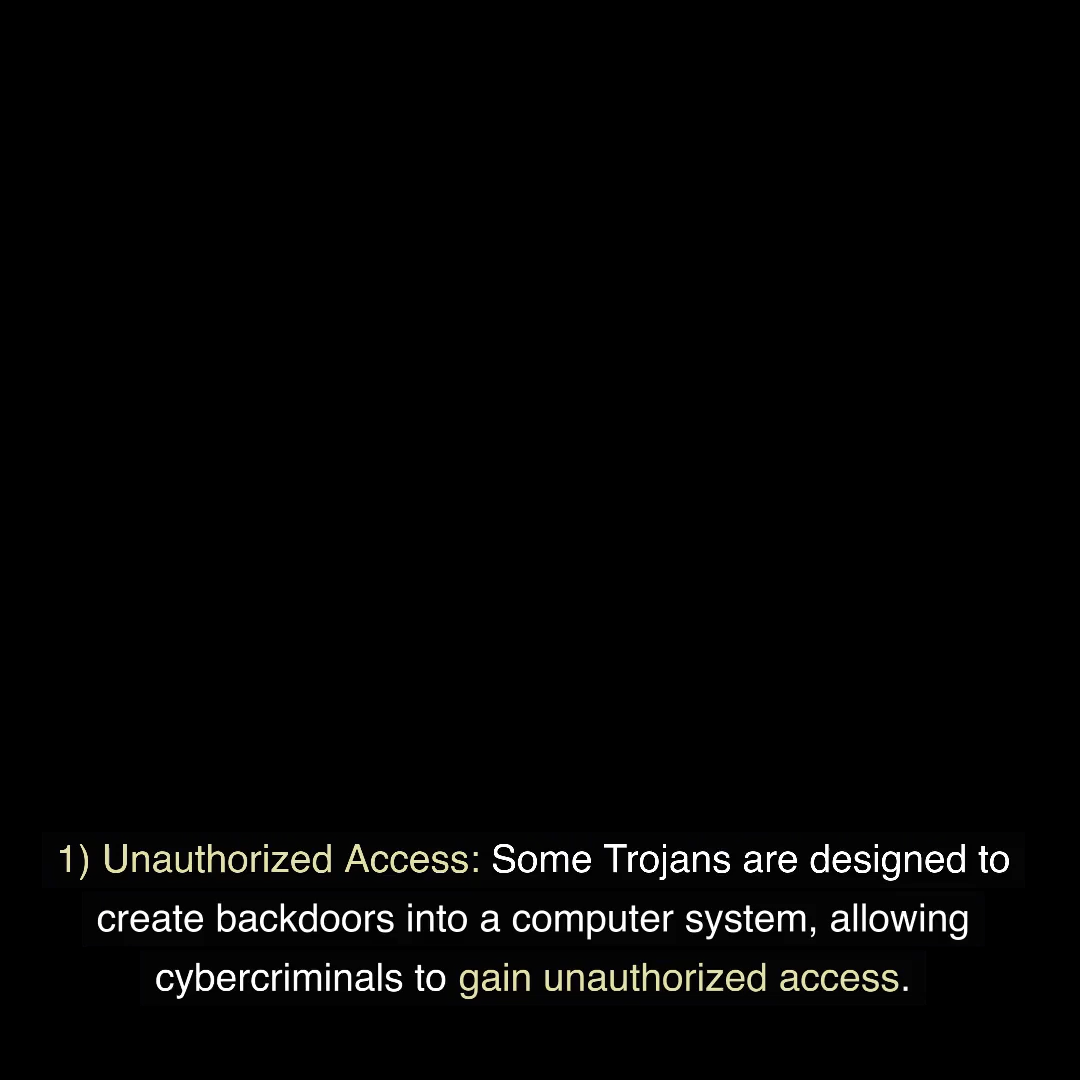 1) Unauthorized Access: Some Trojans are designed to
create backdoors into a computer system, allowing
cybercriminals to gain unauthorized access.